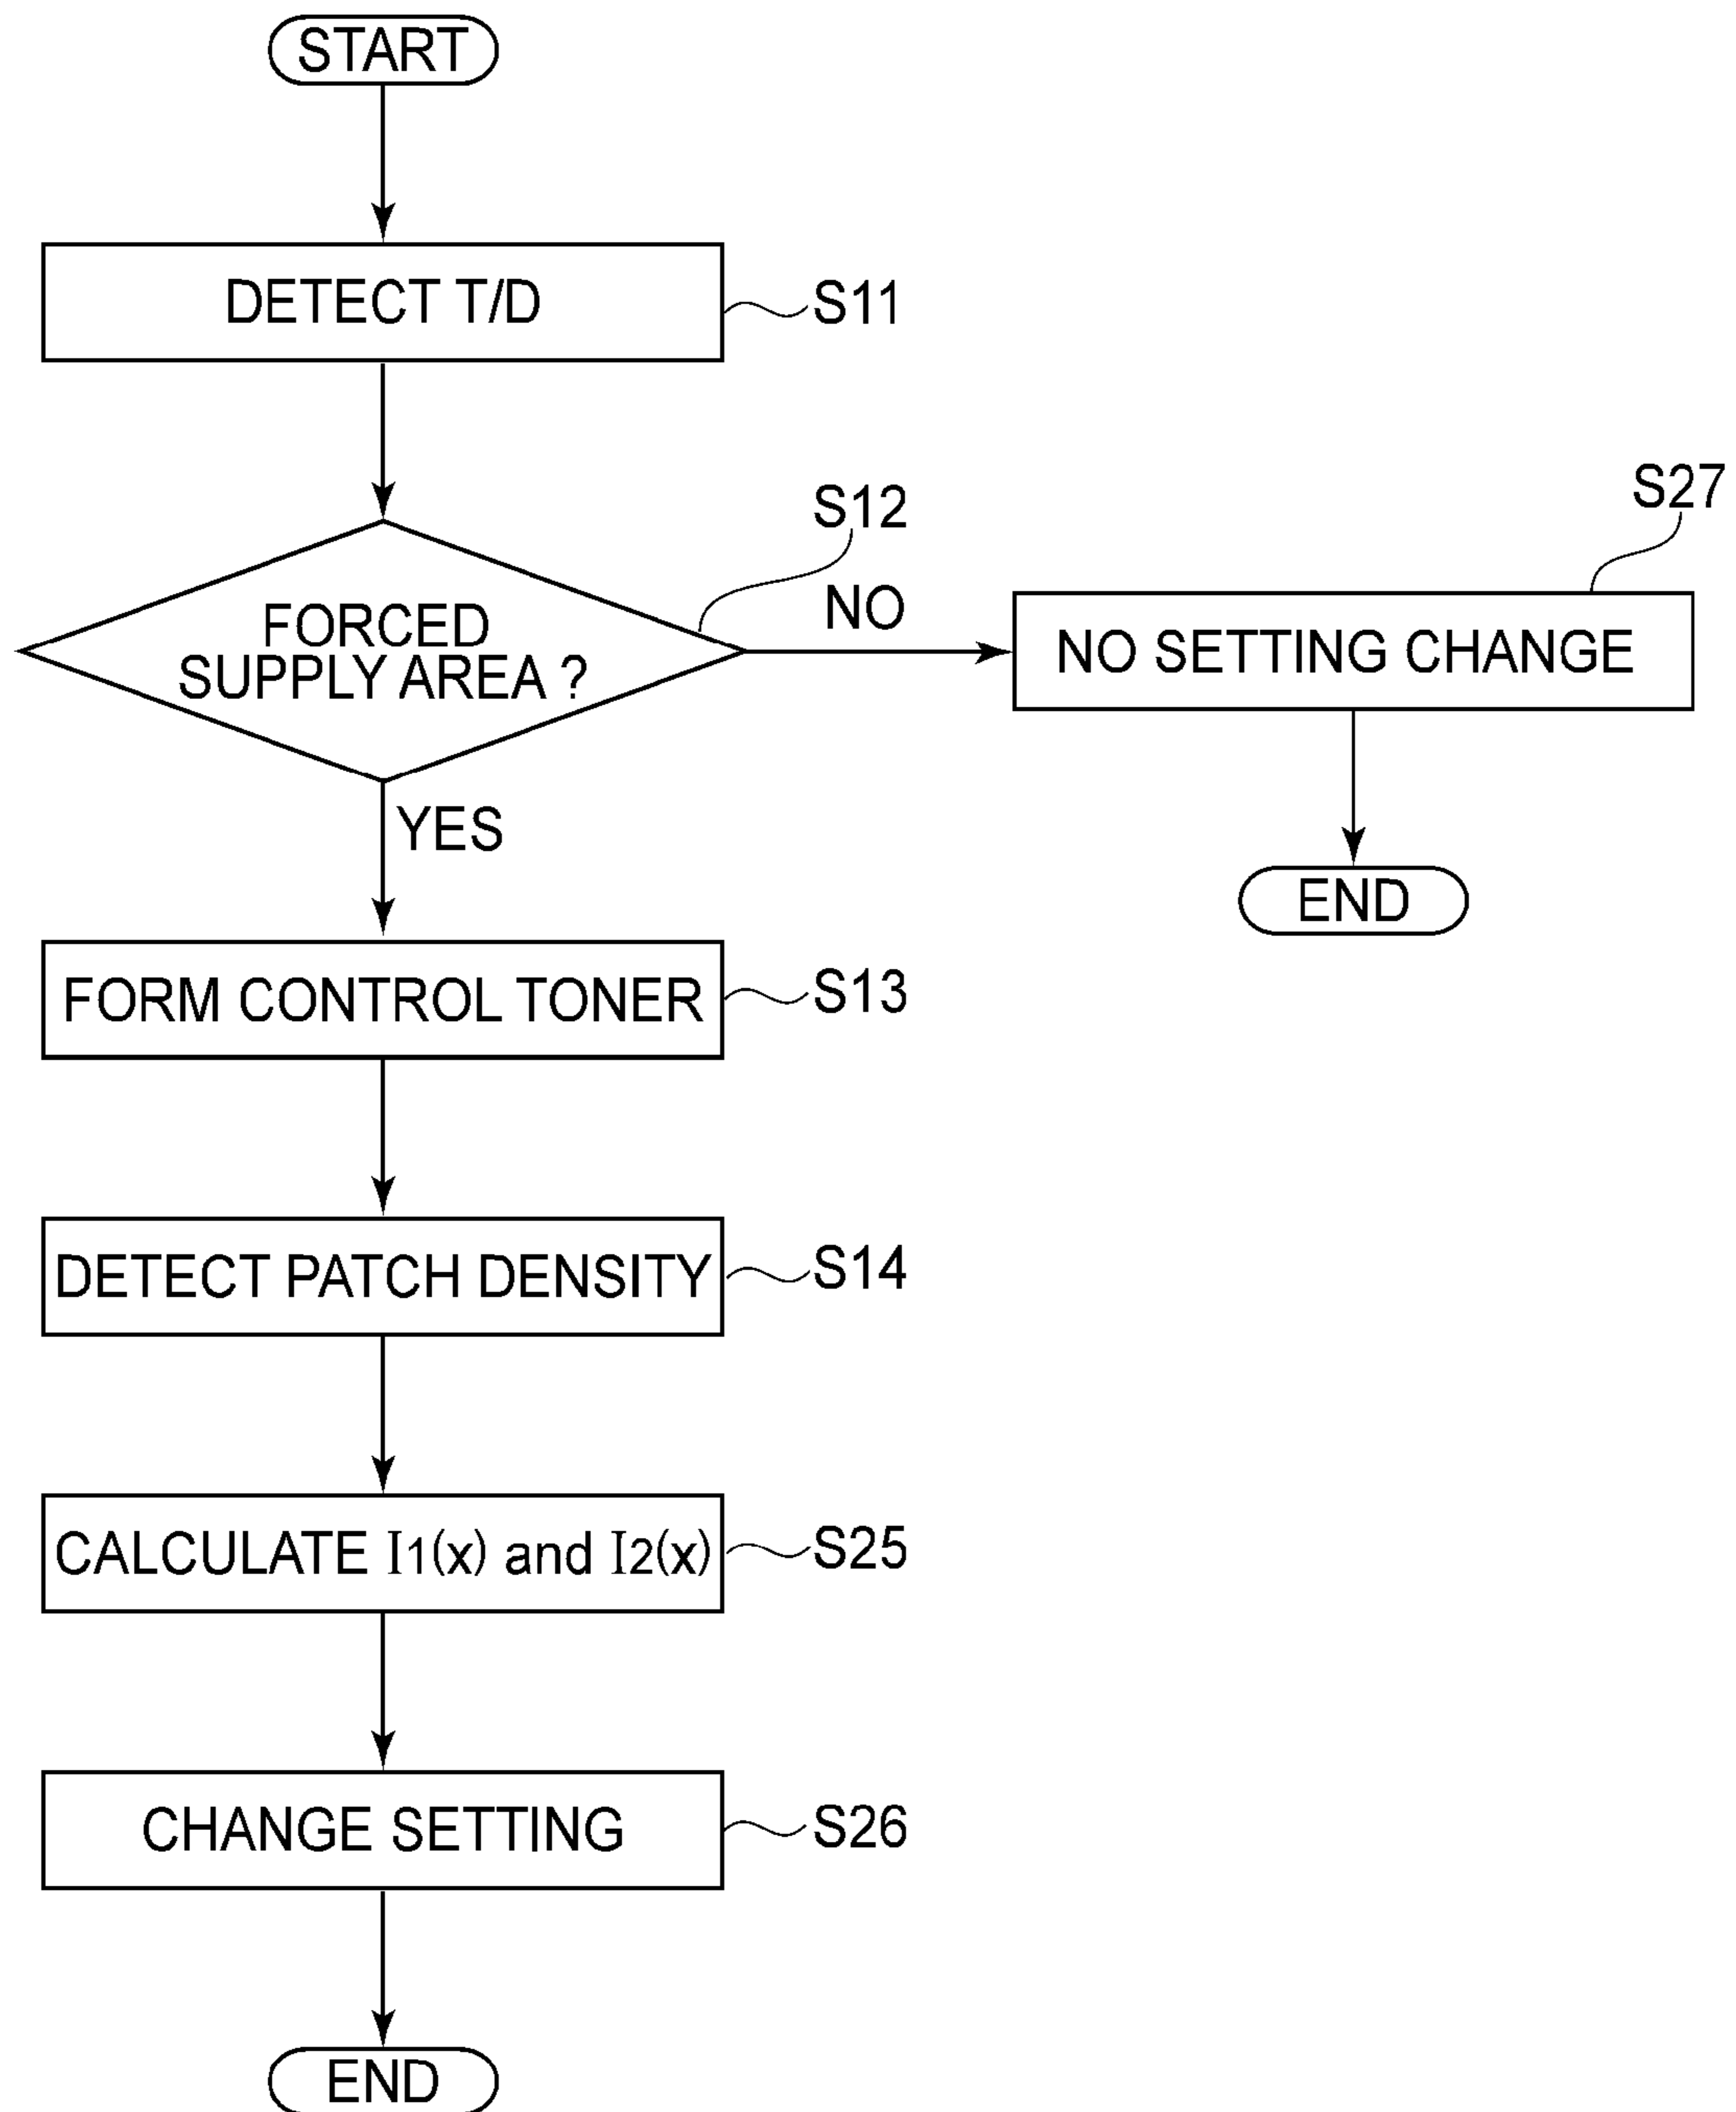 START
DETECT T/D
S11
S12
S27
FORCED
SUPPLY AREA ?
NO
NO SETTING CHANGE
YES
END
FORM CONTROL TONER
S13
DETECT PATCH DENSITY
S14
CALCULATE I1(x) and I2(x)
S25
CHANGE SETTING
S26
END